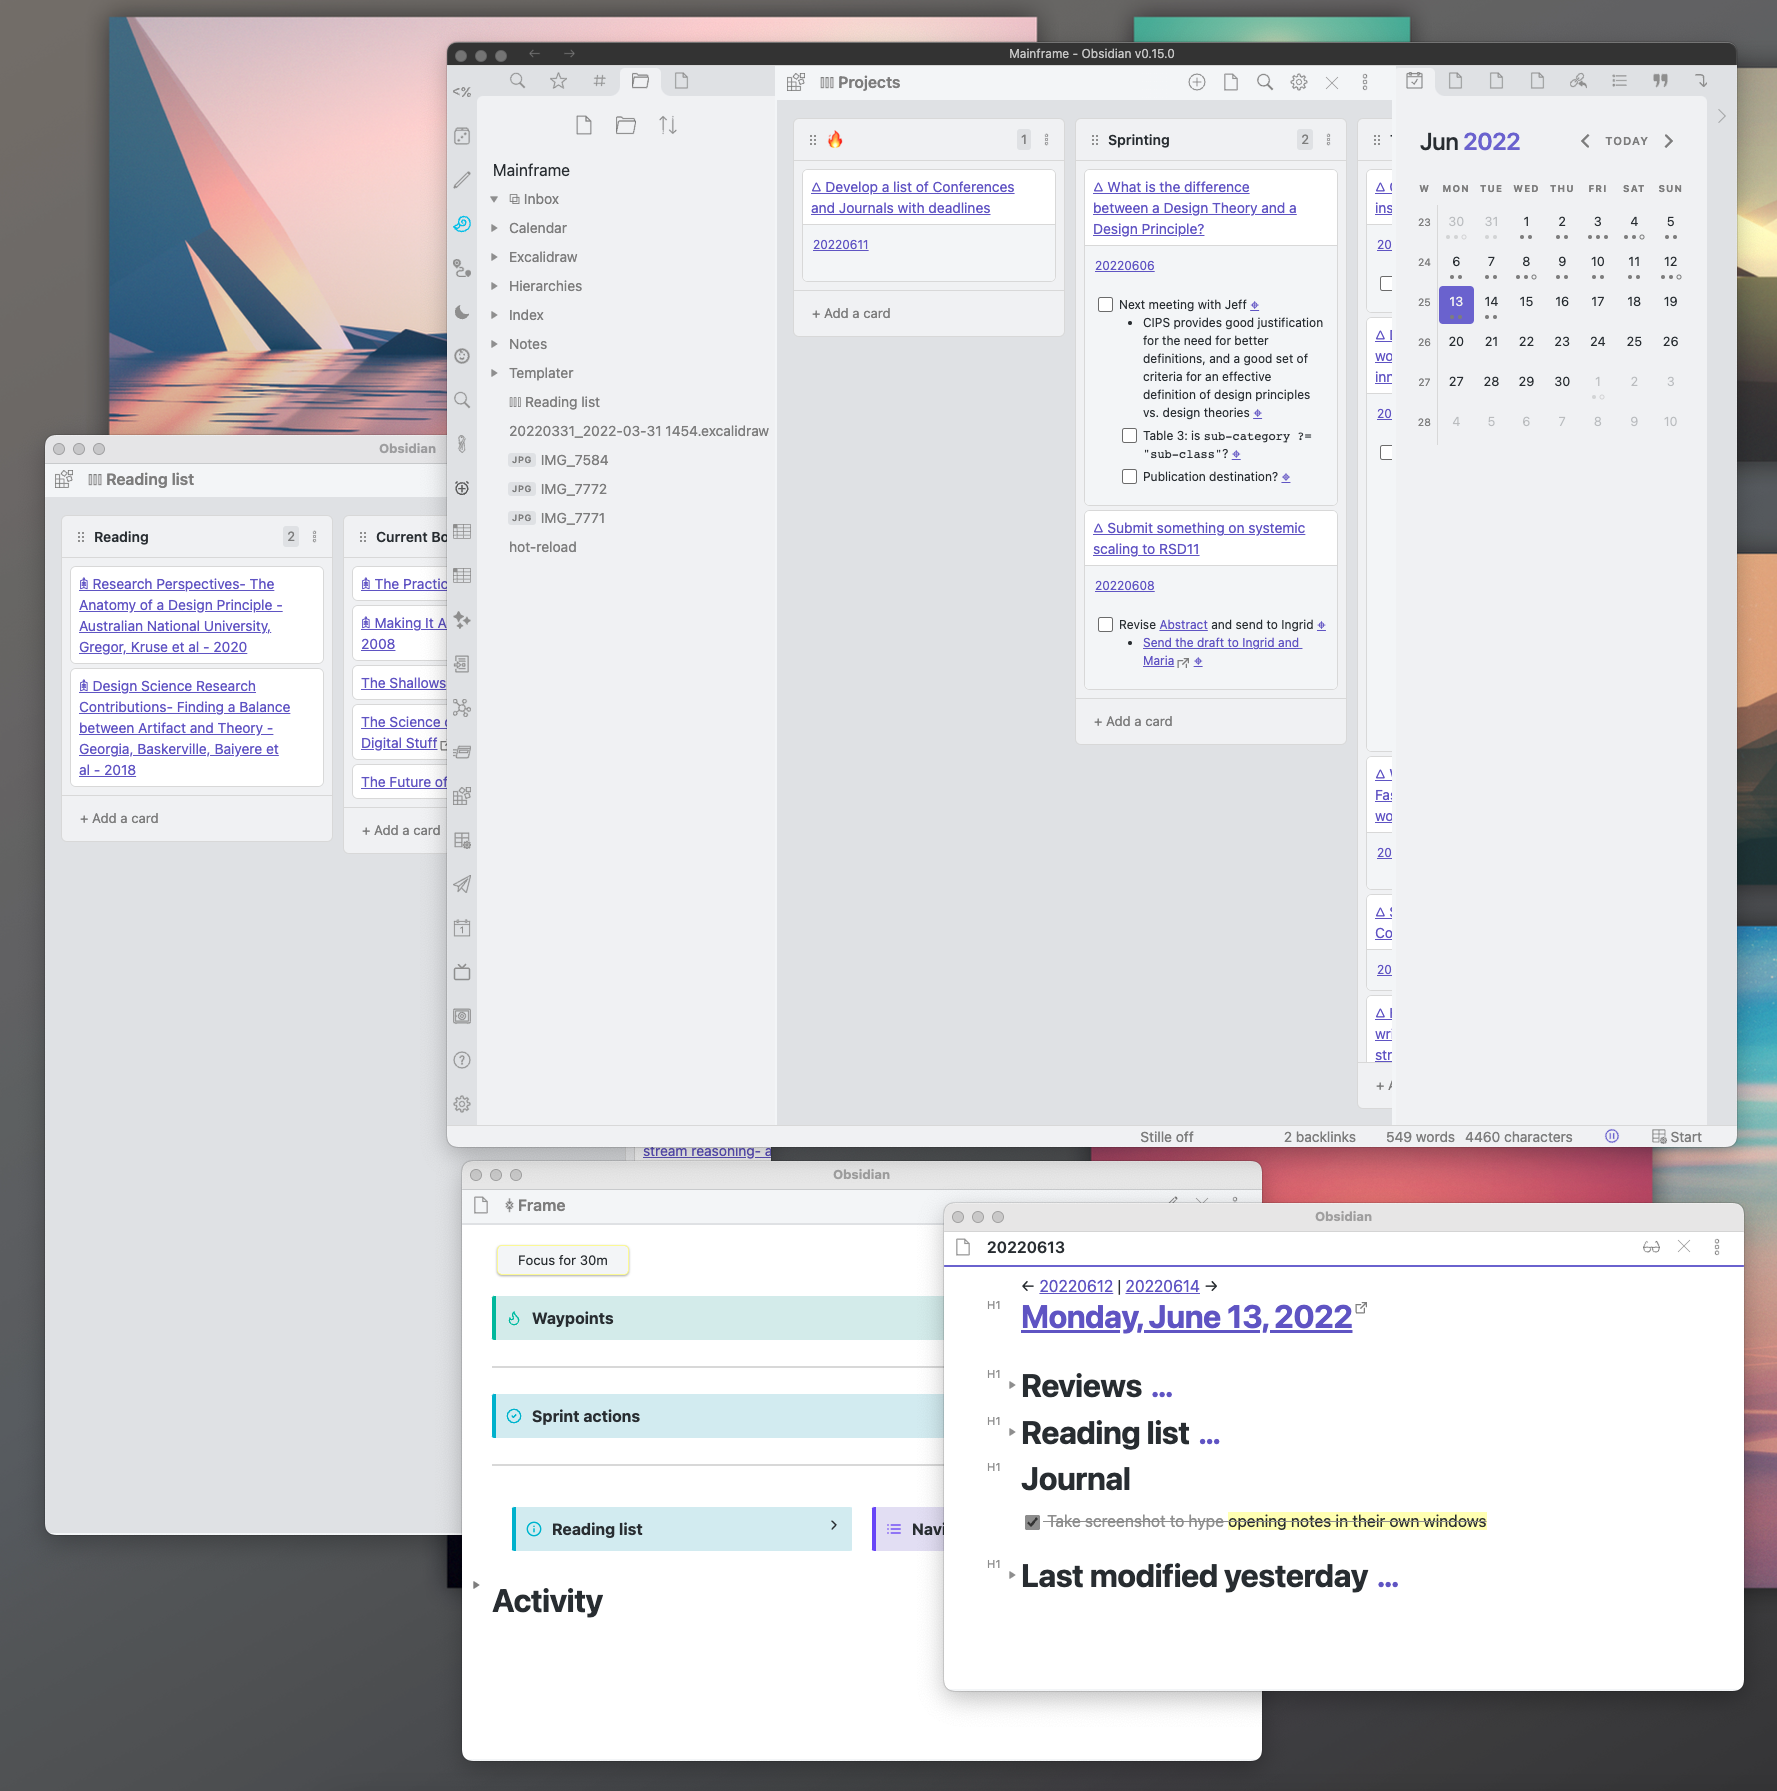 Mainframe - Obsidian v0.15.0
<%
Projects
Mainframe
Inbox
Calendar
Excalidraw
Hierarchies
Index
Notes
Templater
Reading list
20220331_2022-03-31 1454.excalidraw
JPG IMG_7584
JPG IMG_7772
JPG IMG_7771
hot-reload
🔥 1
Develop a list of Conferences
and Journals with deadlines
20220611
+ Add a card
Sprinting 2
What is the difference
between a Design Theory and a
Design Principle?
20220606
Next meeting with Jeff
• CIPS provides good justification
for the need for better
definitions, and a good set of
criteria for an effective
definition of design principles
vs. design theories
Table 3: is sub-category ?=
"sub-class"?
Publication destination?
Submit something on systemic
scaling to RSD11
20220608
Revise Abstract and send to Ingrid
• Send the draft to Ingrid and
Maria
+ Add a card
ins
20
wo
inn
20
Fas
wo
20
Co
20
wri
str
Jun 2022 TODAY
W MON TUE WED THU FRI SAT SUN
23 30 31 1 2 3 4 5
24 6 7 8 9 10 11 12
25 13 14 15 16 17 18 19
26 20 21 22 23 24 25 26
27 27 28 29 30 1 2 3
28 4 5 6 7 8 9 10
Stille off 2 backlinks 549 words 4460 characters Start
Obsidian
Reading list
Reading 2
Research Perspectives- The
Anatomy of a Design Principle -
Australian National University,
Gregor, Kruse et al - 2020
Design Science Research
Contributions- Finding a Balance
between Artifact and Theory -
Georgia, Baskerville, Baiyere et
al - 2018
+ Add a card
Current Bo
The Practic
Making It A
2008
The Shallows
The Science
Digital Stuff
The Future of
+ Add a card
stream reasoning- a
Obsidian
Frame
Focus for 30m
Waypoints
Sprint actions
Reading list
Navi
Activity
Obsidian
20220613
← 20220612 | 20220614 →
H1 Monday, June 13, 2022
H1 Reviews ...
H1 Reading list ...
H1 Journal
Take screenshot to hype opening notes in their own windows
H1 Last modified yesterday ...